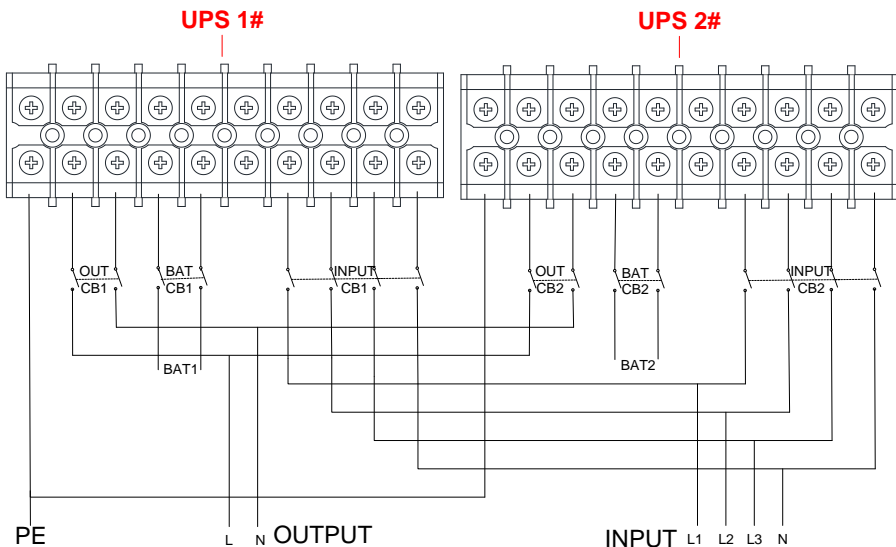 UPS 1# UPS 2#
OUT BAT INPUT OUT BAT INPUT
CB1 CB1 CB1 CB2 CB2 CB2
BAT1 BAT2
PE L N OUTPUT INPUT L1 L2 L3 N